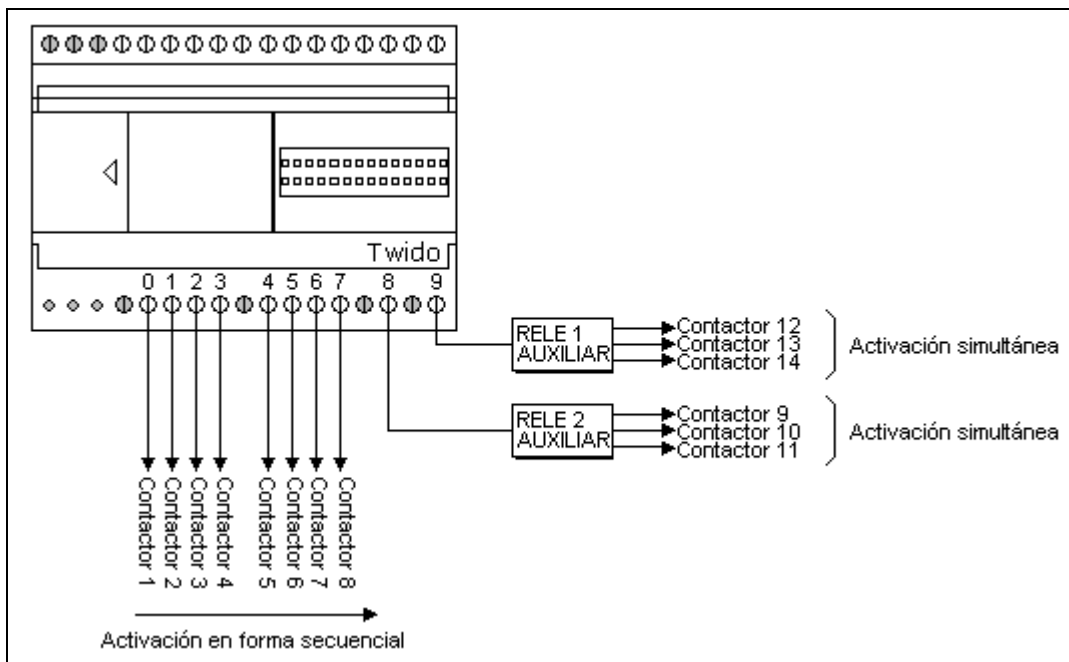 Twido
0 1 2 3 4 5 6 7 8 9
RELE 1
AUXILIAR
Contactor 12
Contactor 13
Contactor 14
Activación simultánea
RELE 2
AUXILIAR
Contactor 9
Contactor 10
Contactor 11
Activación simultánea
Contactor 1
Contactor 2
Contactor 3
Contactor 4
Contactor 5
Contactor 6
Contactor 7
Contactor 8
Activación en forma secuencial